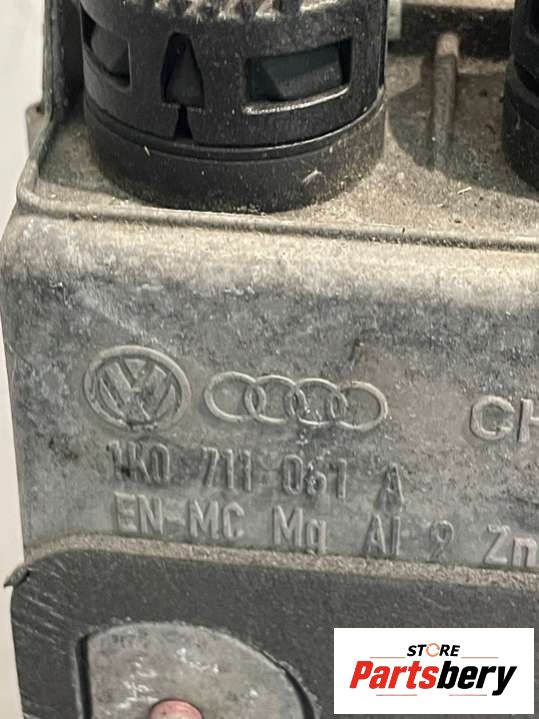 CH
1K0 711 061 A
EN-MC Mg Al 9 Zn
STORE
Partsbery